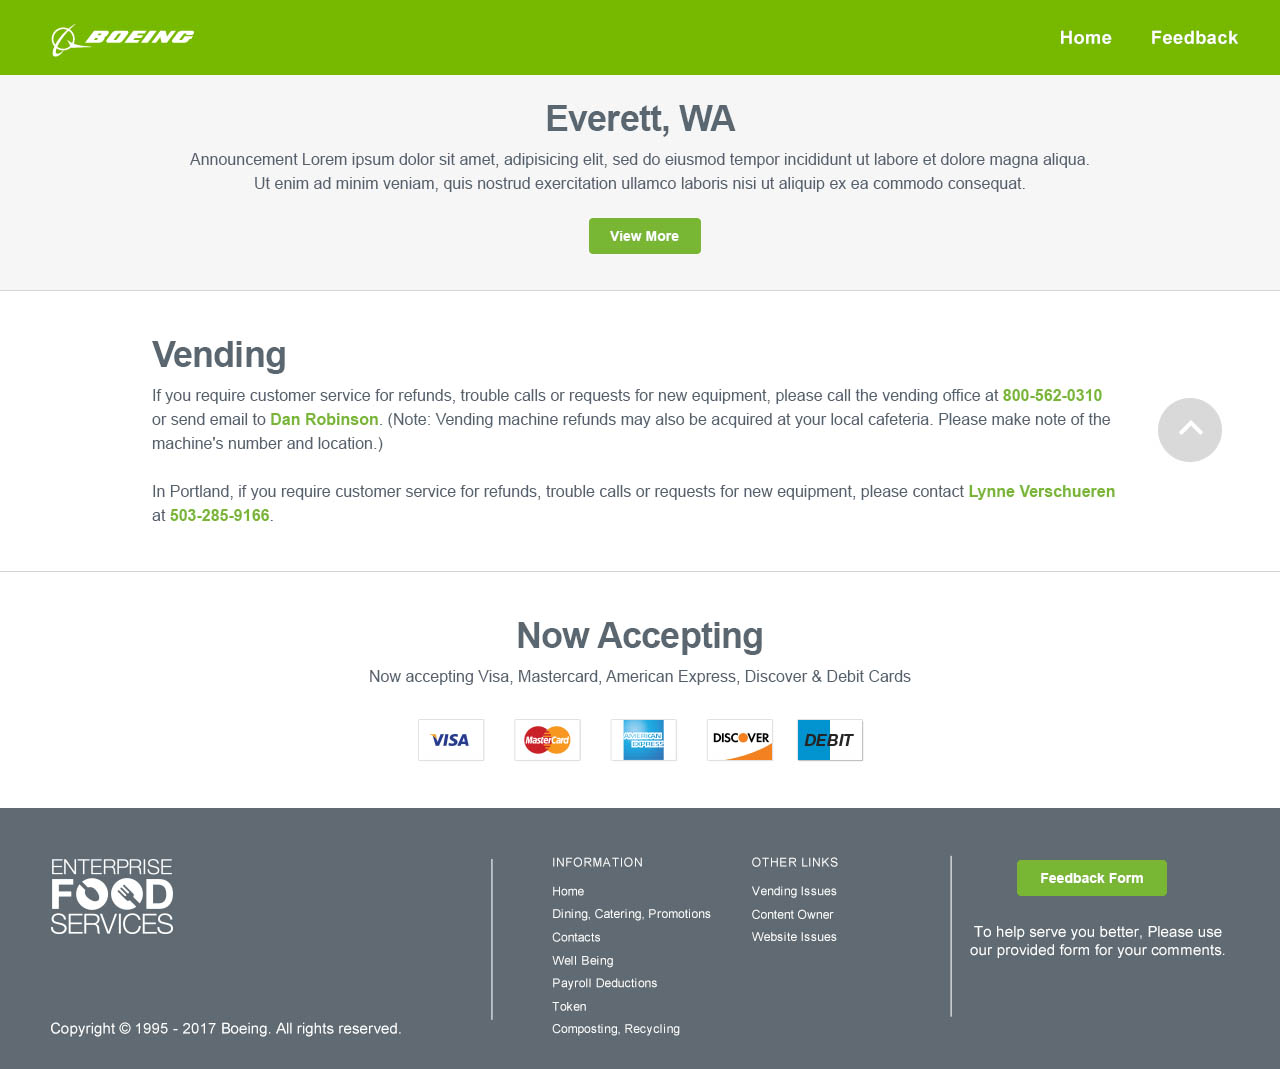 BOEING
Home Feedback
Everett, WA
Announcement Lorem ipsum dolor sit amet, adipisicing elit, sed do eiusmod tempor incididunt ut labore et dolore magna aliqua.
Ut enim ad minim veniam, quis nostrud exercitation ullamco laboris nisi ut aliquip ex ea commodo consequat.
View More
Vending
If you require customer service for refunds, trouble calls or requests for new equipment, please call the vending office at 800-562-0310
or send email to Dan Robinson. (Note: Vending machine refunds may also be acquired at your local cafeteria. Please make note of the
machine's number and location.)
In Portland, if you require customer service for refunds, trouble calls or requests for new equipment, please contact Lynne Verschueren
at 503-285-9166.
Now Accepting
Now accepting Visa, Mastercard, American Express, Discover & Debit Cards
VISA
MasterCard
AMERICAN
EXPRESS
DISCOVER
DEBIT
ENTERPRISE
FOOD
SERVICES
Copyright © 1995 - 2017 Boeing. All rights reserved.
INFORMATION
Home
Dining, Catering, Promotions
Contacts
Well Being
Payroll Deductions
Token
Composting, Recycling
OTHER LINKS
Vending Issues
Content Owner
Website Issues
Feedback Form
To help serve you better, Please use
our provided form for your comments.